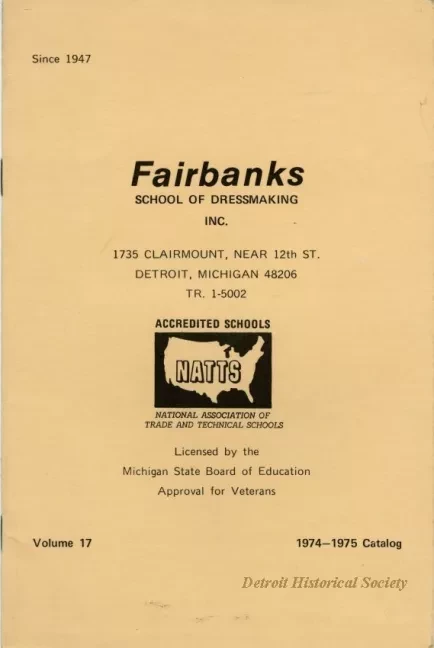 Since 1947
Fairbanks
SCHOOL OF DRESSMAKING
INC.
1735 CLAIRMOUNT, NEAR 12th ST.
DETROIT, MICHIGAN 48206
TR. 1-5002
ACCREDITED SCHOOLS
NATTS
NATIONAL ASSOCIATION OF
TRADE AND TECHNICAL SCHOOLS
Licensed by the
Michigan State Board of Education
Approval for Veterans
Volume 17
1974—1975 Catalog
Detroit Historical Society